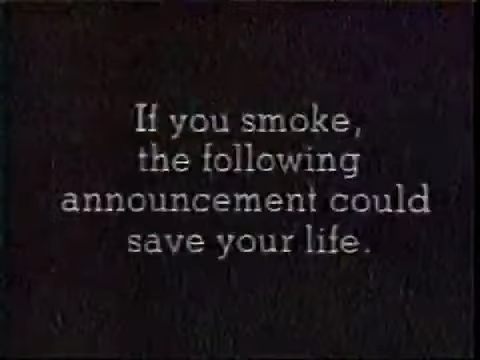 If you smoke,
the following
announcement could
save your life.